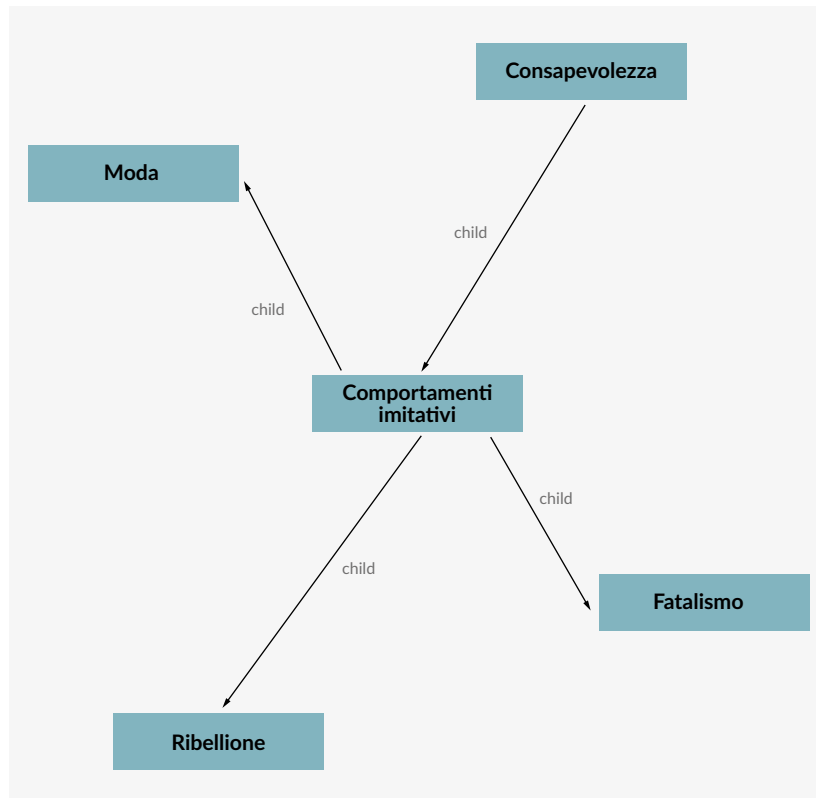 Consapevolezza
Moda
child
child
Comportamenti
imitativi
child
child
Fatalismo
Ribellione